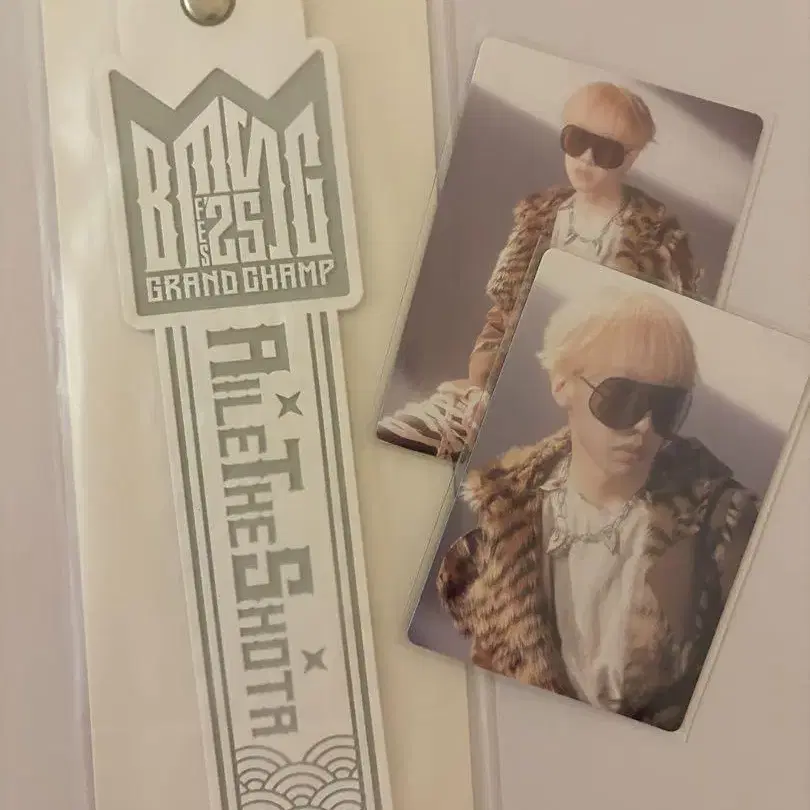 BMSG
FES'25
GRAND CHAMP
AILE THE SHOTA